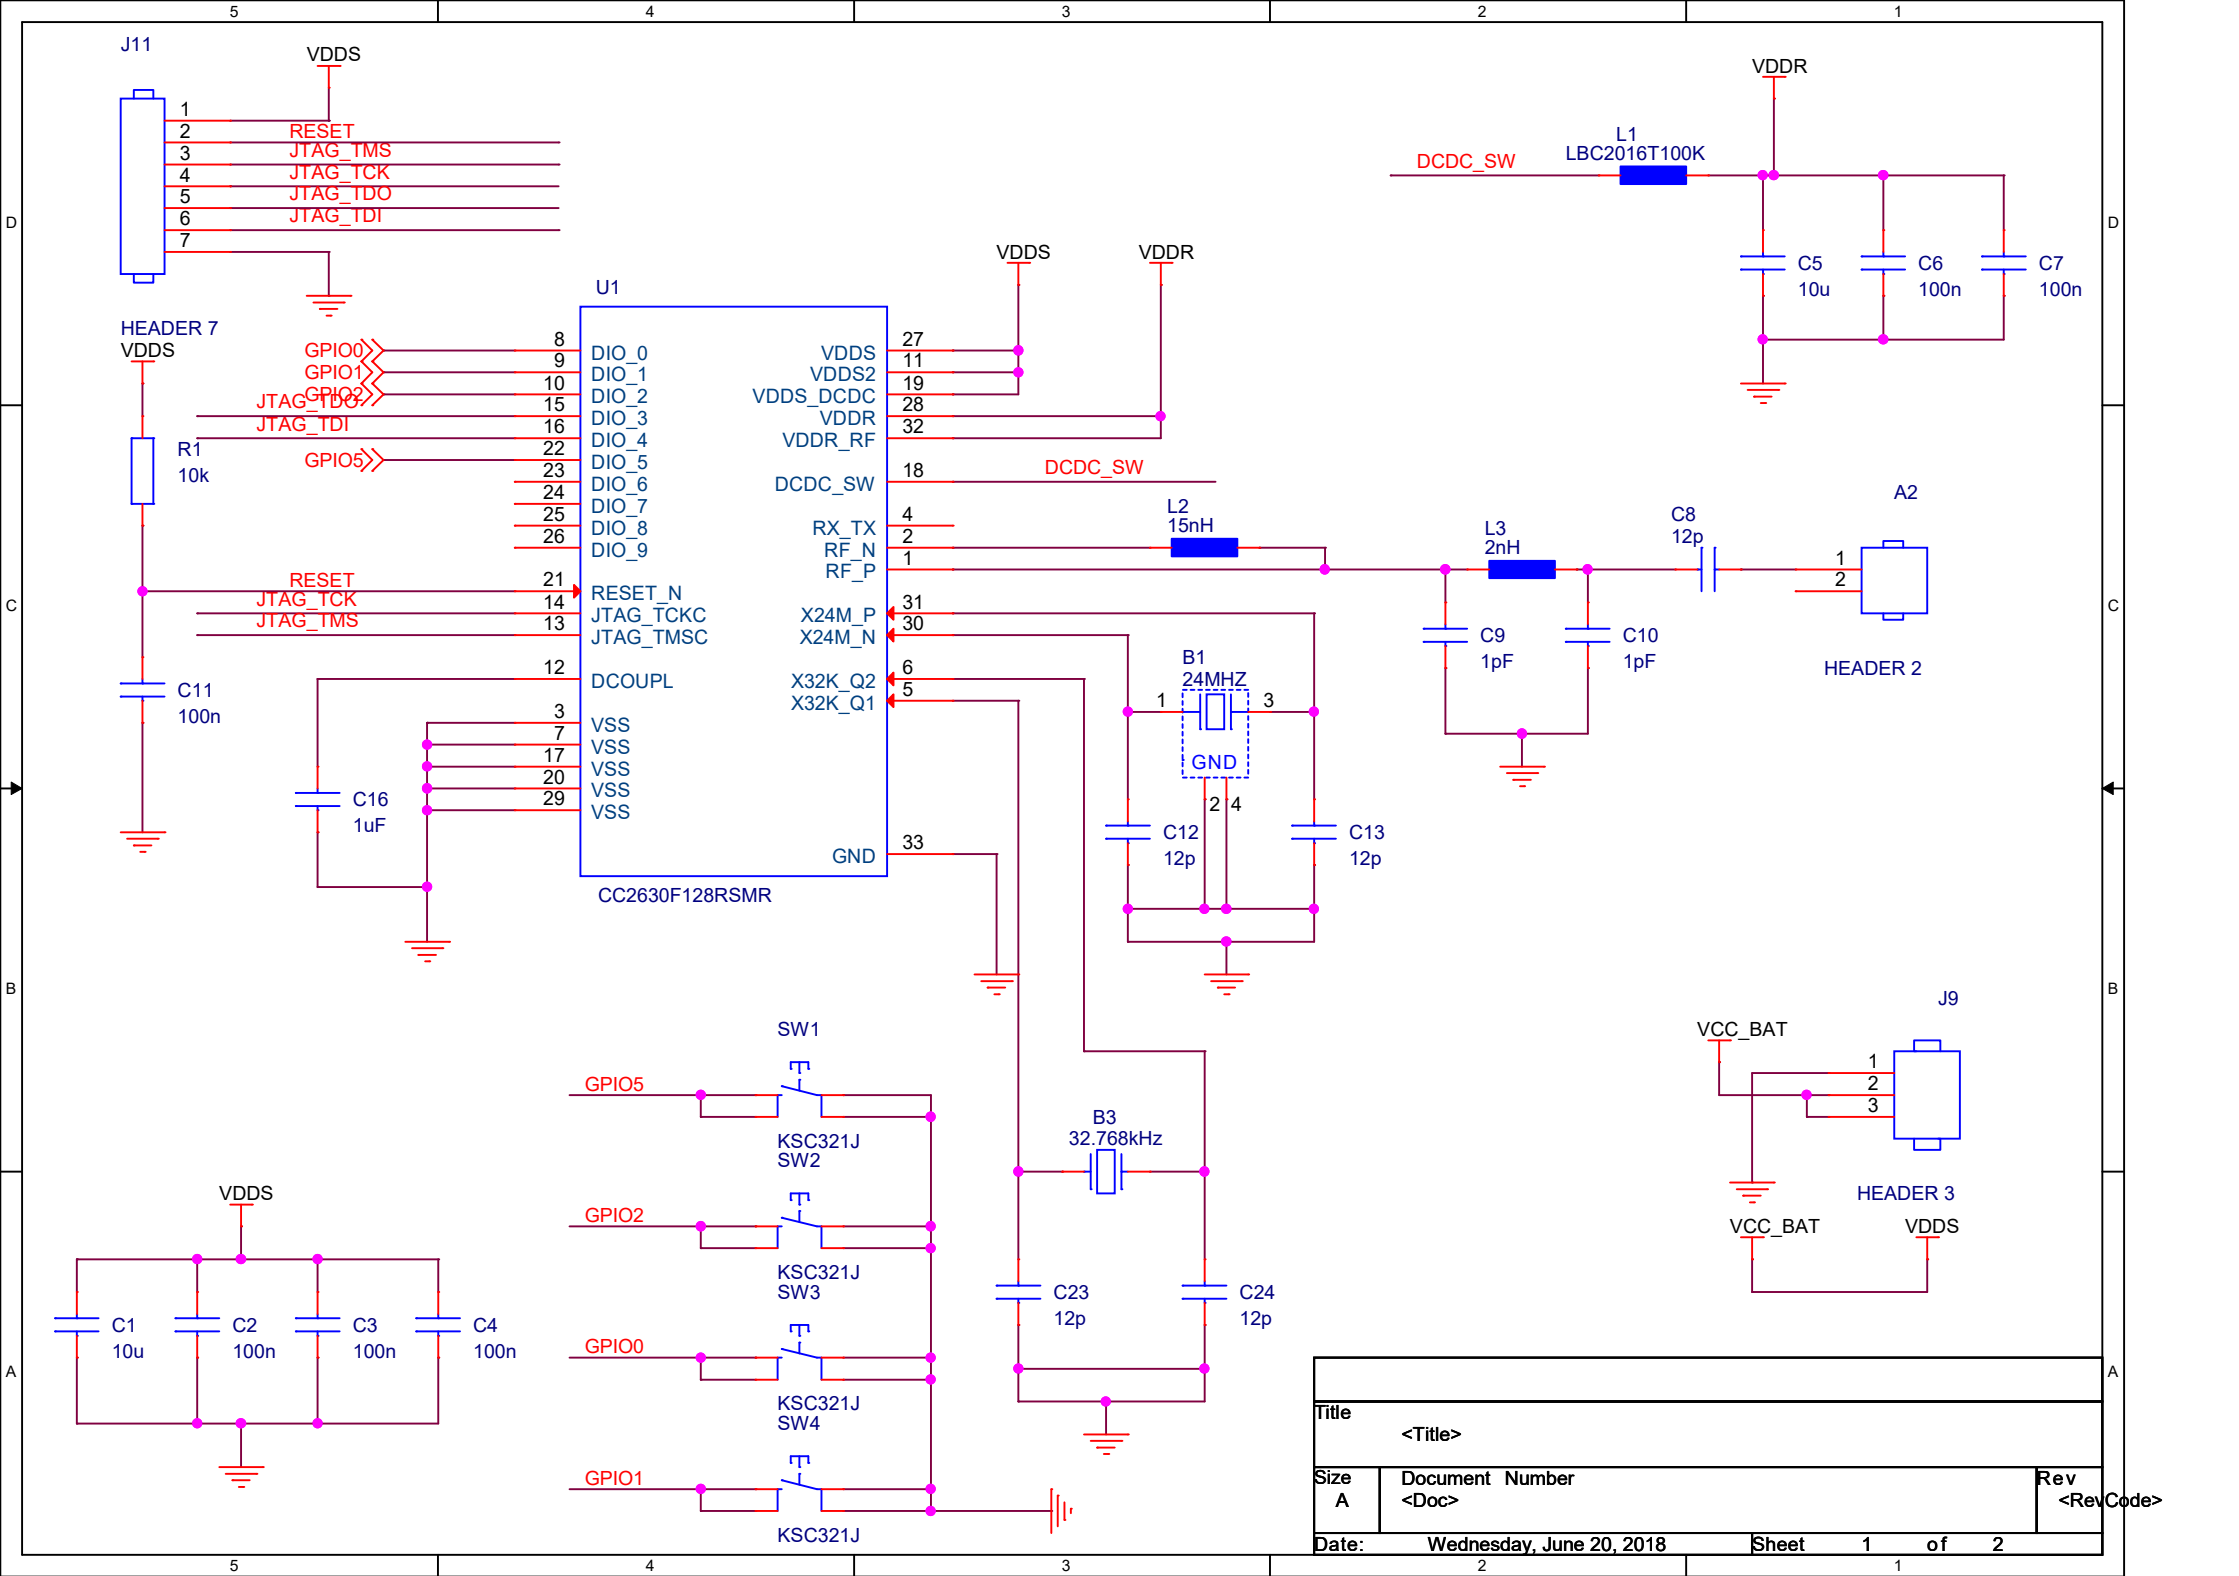 5 4 3 2 1
D
C
B
A
D
C
B
A
J11
VDDS
1
2
3
4
5
6
7
RESET
JTAG_TMS
JTAG_TCK
JTAG_TDO
JTAG_TDI
HEADER 7
VDDS
R1
10k
C11
100n
GPIO0
GPIO1
GPIO2
JTAG_TDO
JTAG_TDI
GPIO5
RESET
JTAG_TCK
JTAG_TMS
C16
1uF
U1
8 DIO_0
9 DIO_1
10 DIO_2
15 DIO_3
16 DIO_4
22 DIO_5
23 DIO_6
24 DIO_7
25 DIO_8
26 DIO_9
21 RESET_N
14 JTAG_TCKC
13 JTAG_TMSC
12 DCOUPL
3 VSS
7 VSS
17 VSS
20 VSS
29 VSS
VDDS 27
VDDS2 11
VDDS_DCDC 19
VDDR 28
VDDR_RF 32
DCDC_SW 18
RX_TX 4
RF_N 2
RF_P 1
X24M_P 31
X24M_N 30
X32K_Q2 6
X32K_Q1 5
GND 33
CC2630F128RSMR
VDDS
VDDR
DCDC_SW
L2
15nH
B1
24MHZ
1 3
GND
2 4
C12
12p
C13
12p
VDDR
L1
LBC2016T100K
DCDC_SW
C5
10u
C6
100n
C7
100n
L3
2nH
C8
12p
C9
1pF
C10
1pF
A2
1
2
HEADER 2
J9
VCC_BAT
1
2
3
HEADER 3
VCC_BAT
VDDS
B3
32.768kHz
C23
12p
C24
12p
SW1
GPIO5
KSC321J
SW2
GPIO2
KSC321J
SW3
GPIO0
KSC321J
SW4
GPIO1
KSC321J
VDDS
C1
10u
C2
100n
C3
100n
C4
100n
Title
<Title>
Size
A
Document Number
<Doc>
Rev
<RevCode>
Date: Wednesday, June 20, 2018 Sheet 1 of 2
5 4 3 2 1